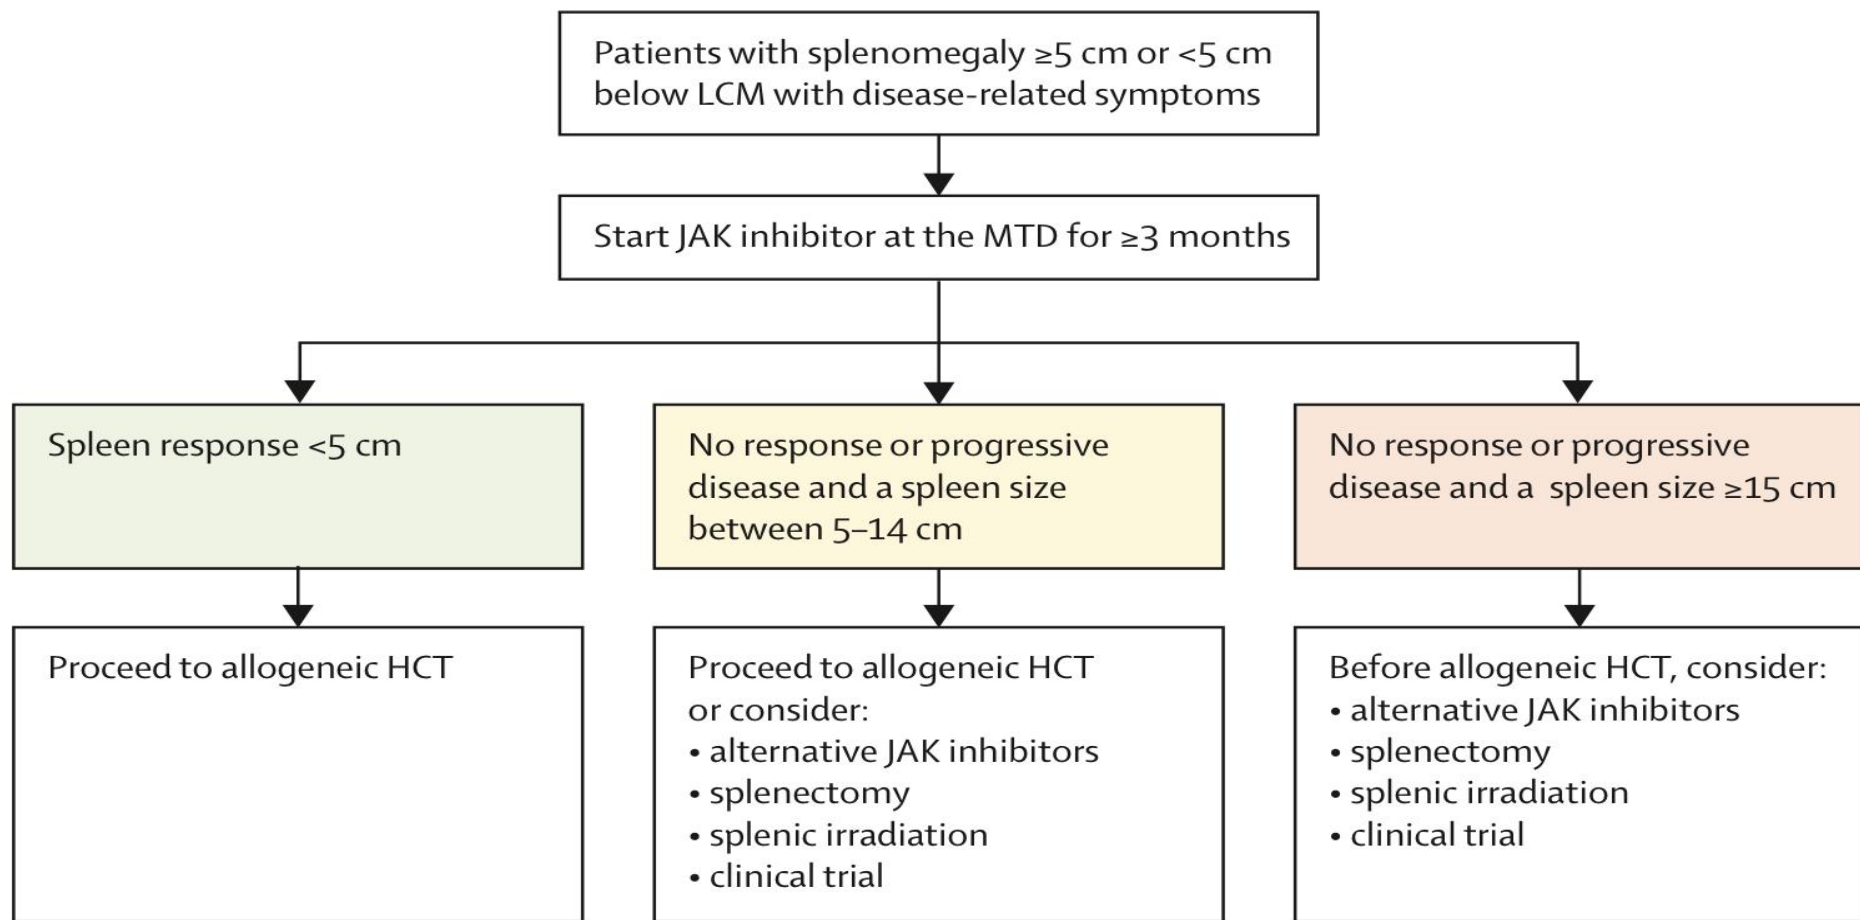 Patients with splenomegaly ≥5 cm or <5 cm
below LCM with disease-related symptoms
Start JAK inhibitor at the MTD for ≥3 months
Spleen response <5 cm
No response or progressive
disease and a spleen size
between 5–14 cm
No response or progressive
disease and a spleen size ≥15 cm
Proceed to allogeneic HCT
Proceed to allogeneic HCT
or consider:
• alternative JAK inhibitors
• splenectomy
• splenic irradiation
• clinical trial
Before allogeneic HCT, consider:
• alternative JAK inhibitors
• splenectomy
• splenic irradiation
• clinical trial